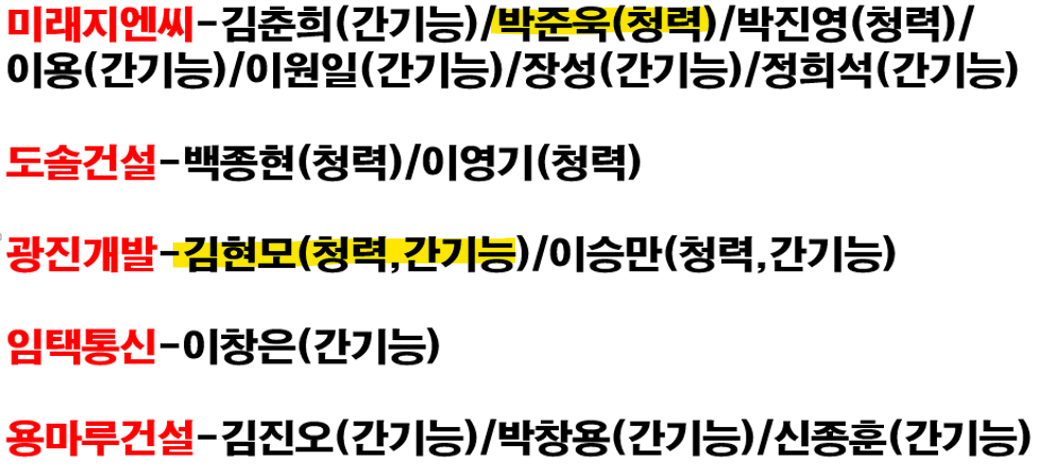 미래지엔씨-김춘희(간기능)/박준욱(청력)/박진영(청력)/
이용(간기능)/이원일(간기능)/장성(간기능)/정희석(간기능)
도솔건설-백종현(청력)/이영기(청력)
광진개발-김현모(청력,간기능)/이승만(청력,간기능)
임택통신-이창은(간기능)
용마루건설-김진오(간기능)/박창용(간기능)/신종훈(간기능)